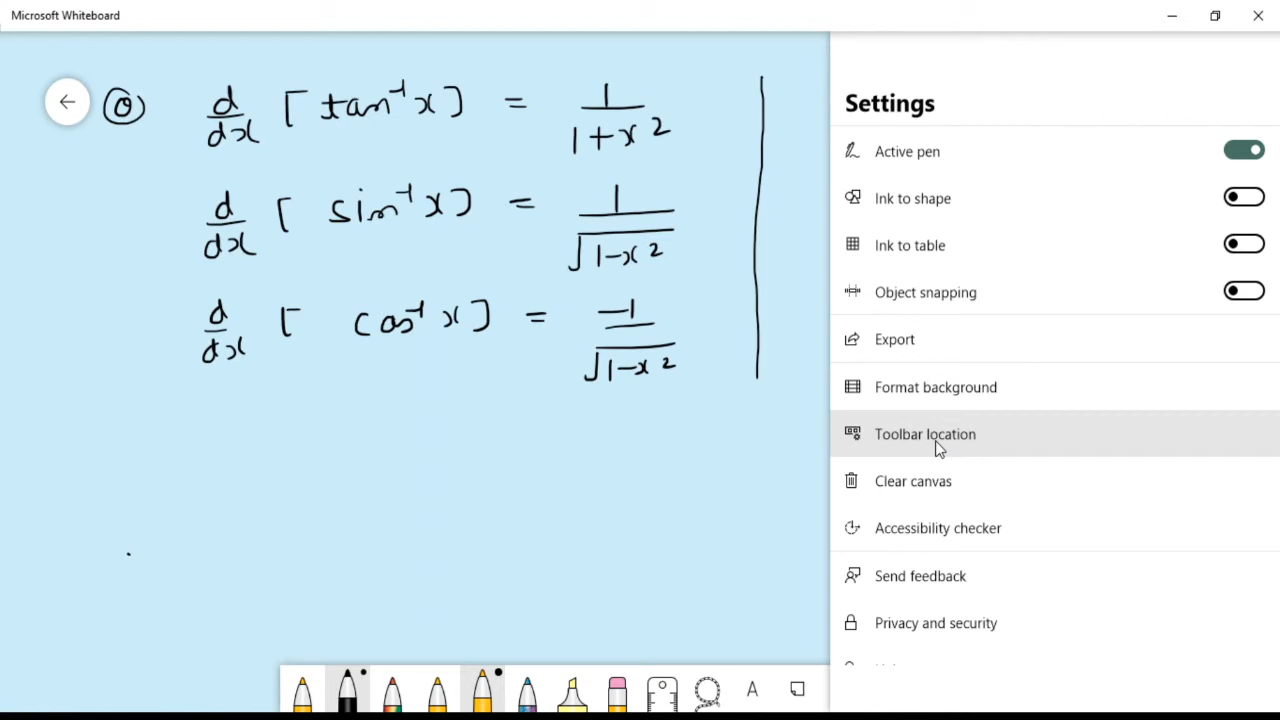 Microsoft Whiteboard
⓪ d/dx [tan⁻¹x] = 1/(1+x²)
d/dx [sin⁻¹x] = 1/√(1-x²)
d/dx [cos⁻¹x] = -1/√(1-x²)
Settings
Active pen
Ink to shape
Ink to table
Object snapping
Export
Format background
Toolbar location
Clear canvas
Accessibility checker
Send feedback
Privacy and security
A